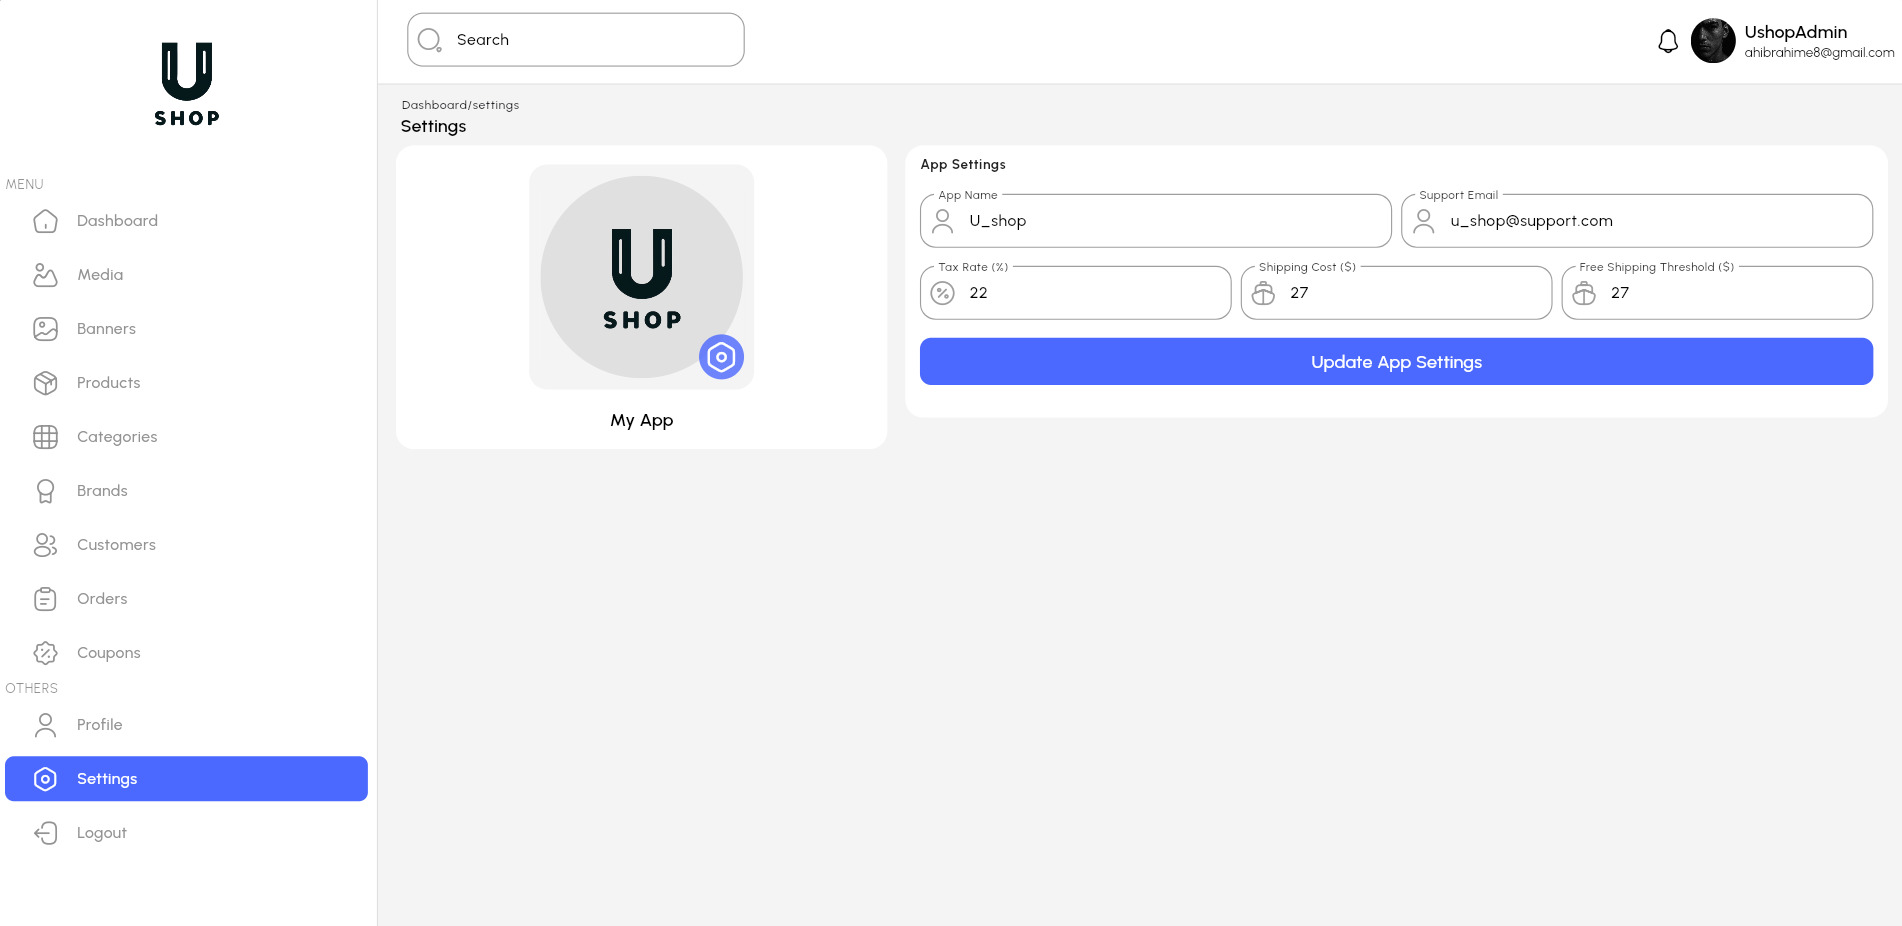 U
SHOP
MENU
Dashboard
Media
Banners
Products
Categories
Brands
Customers
Orders
Coupons
OTHERS
Profile
Settings
Logout
Search
UshopAdmin
ahibrahime8@gmail.com
Dashboard/settings
Settings
U
SHOP
My App
App Settings
App Name
U_shop
Support Email
u_shop@support.com
Tax Rate (%)
22
Shipping Cost ($)
27
Free Shipping Threshold ($)
27
Update App Settings